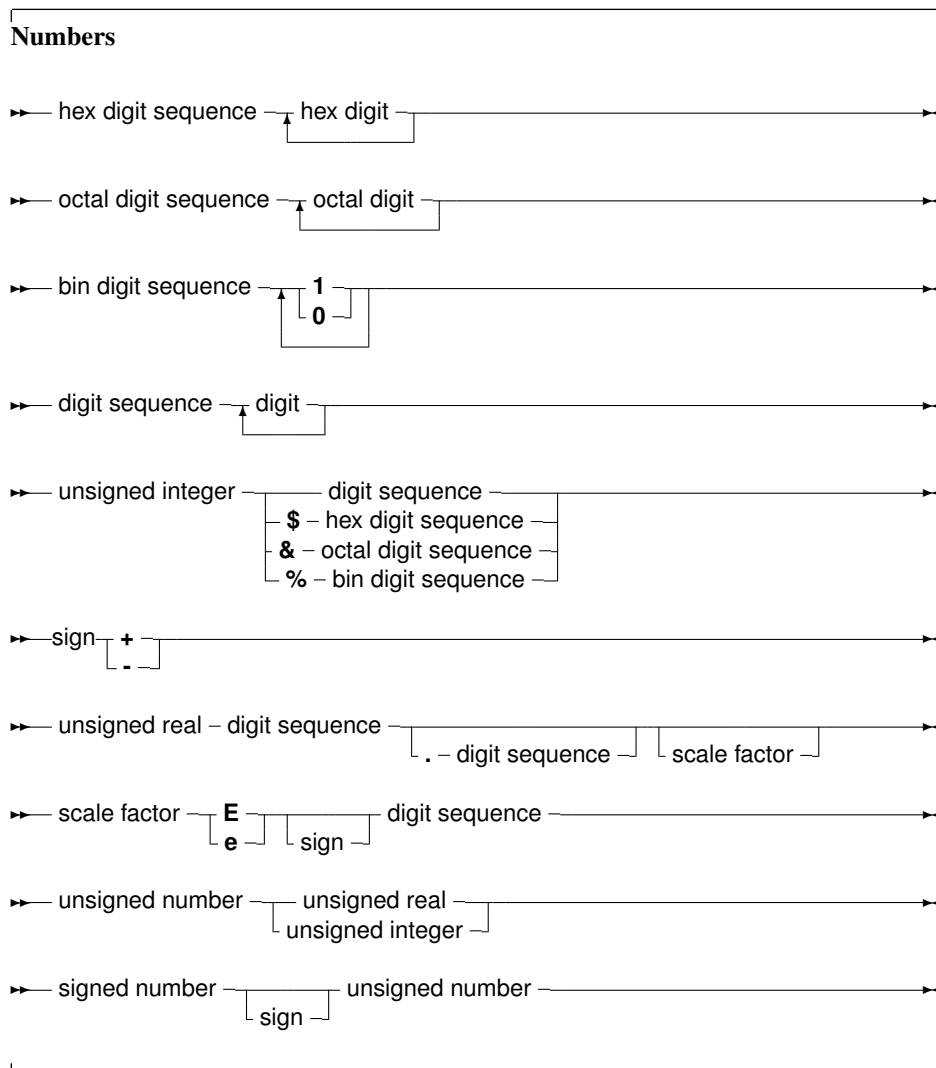 Numbers
hex digit sequence hex digit
octal digit sequence octal digit
bin digit sequence 1
0
digit sequence digit
unsigned integer digit sequence
$ hex digit sequence
& octal digit sequence
% bin digit sequence
sign +
-
unsigned real digit sequence
. digit sequence scale factor
scale factor E digit sequence
e sign
unsigned number unsigned real
unsigned integer
signed number unsigned number
sign